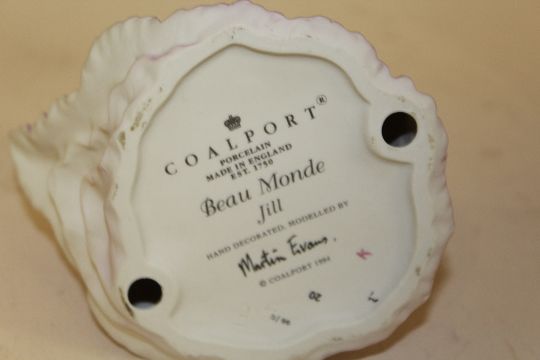 COALPORT®
PORCELAIN
MADE IN ENGLAND
EST. 1750
Beau Monde
Jill
HAND DECORATED, MODELLED BY
Martin Evans.
© COALPORT 1994
K